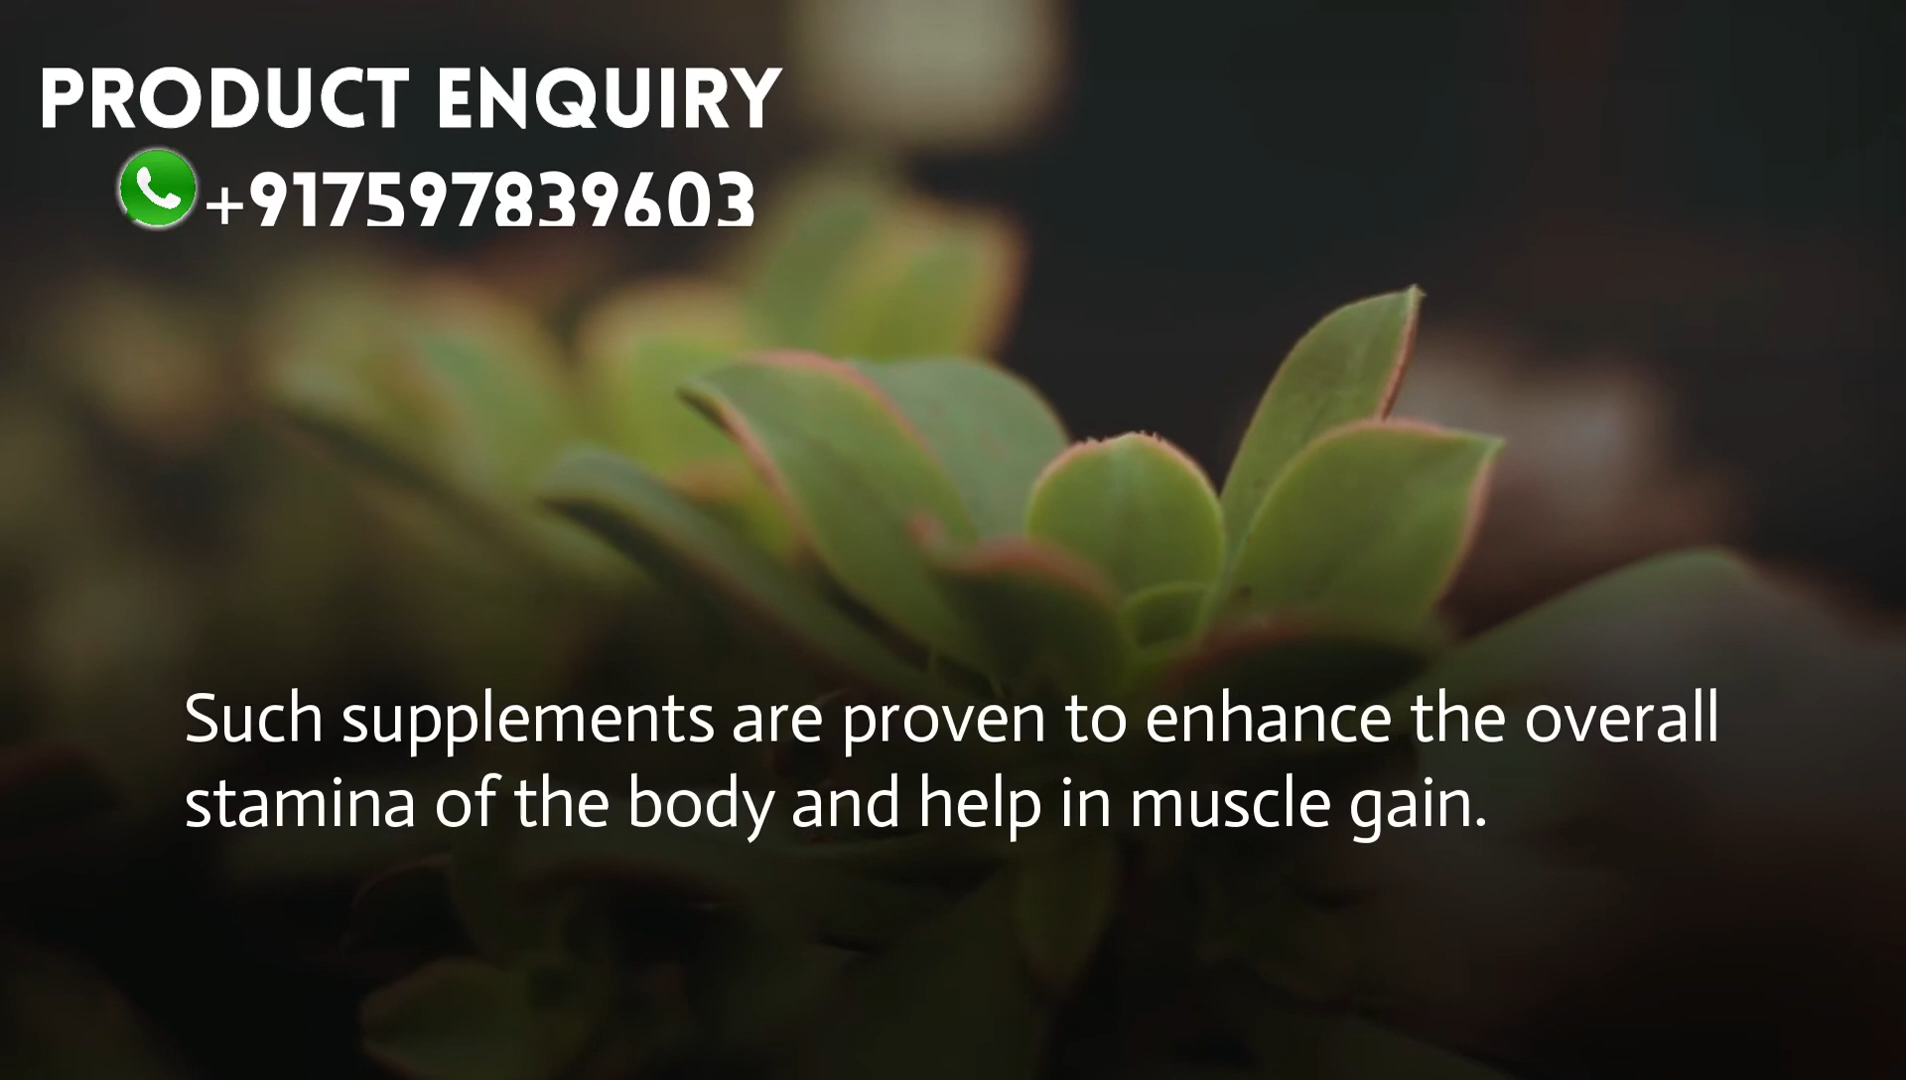 PRODUCT ENQUIRY
+917597839603
Such supplements are proven to enhance the overall
stamina of the body and help in muscle gain.